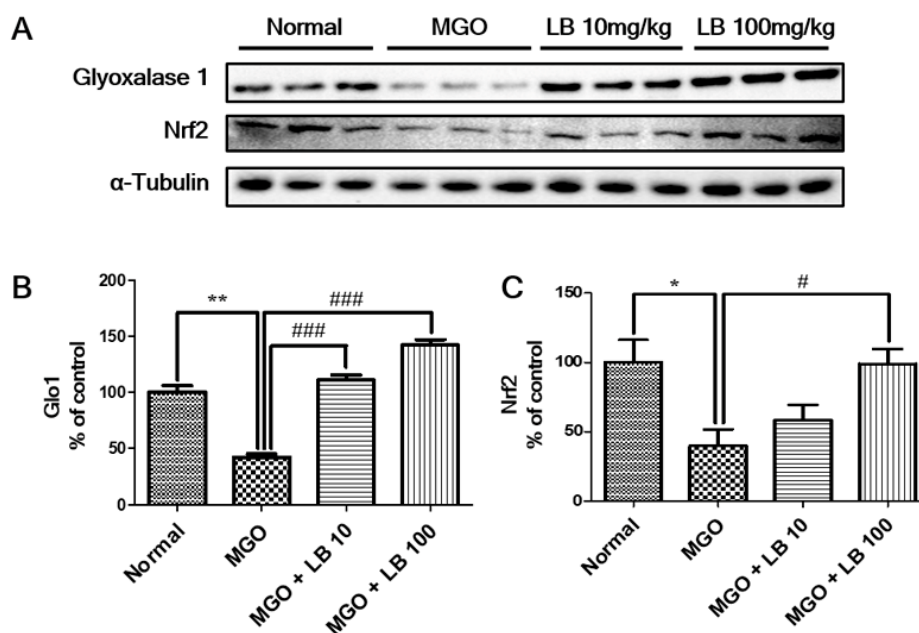 A
Normal MGO LB 10mg/kg LB 100mg/kg
Glyoxalase 1
Nrf2
α-Tubulin
B
Glo1
% of control
200
150
100
50
0
**
###
###
Normal
MGO
MGO + LB 10
MGO + LB 100
C
Nrf2
% of control
150
100
50
0
*
#
Normal
MGO
MGO + LB 10
MGO + LB 100